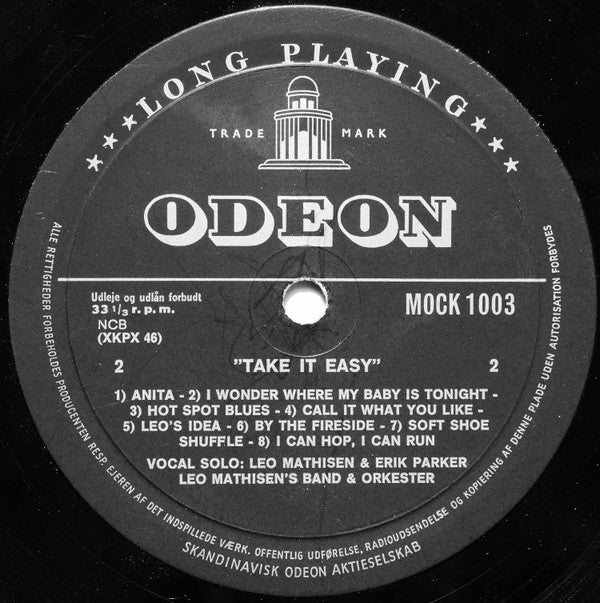 ★★★★LONG PLAYING★★★★
TRADE MARK
ODEON
Udleje og udlån forbudt
33 1/3 r. p. m.
NCB
(XKPX 46)
MOCK 1003
2 "TAKE IT EASY" 2
1) ANITA - 2) I WONDER WHERE MY BABY IS TONIGHT -
3) HOT SPOT BLUES - 4) CALL IT WHAT YOU LIKE -
5) LEO'S IDEA - 6) BY THE FIRESIDE - 7) SOFT SHOE
SHUFFLE - 8) I CAN HOP, I CAN RUN
VOCAL SOLO: LEO MATHISEN & ERIK PARKER
LEO MATHISEN'S BAND & ORKESTER
ALLE RETTIGHEDER FORBEHOLDES PRODUCENTEN RESP. EJEREN AF DET INDSPILLEDE VÆRK. OFFENTLIG UDFØRELSE, RADIOUDSENDELSE OG KOPIERING AF DENNE PLADE UDEN AUTORISATION FORBYDES
SKANDINAVISK ODEON AKTIESELSKAB